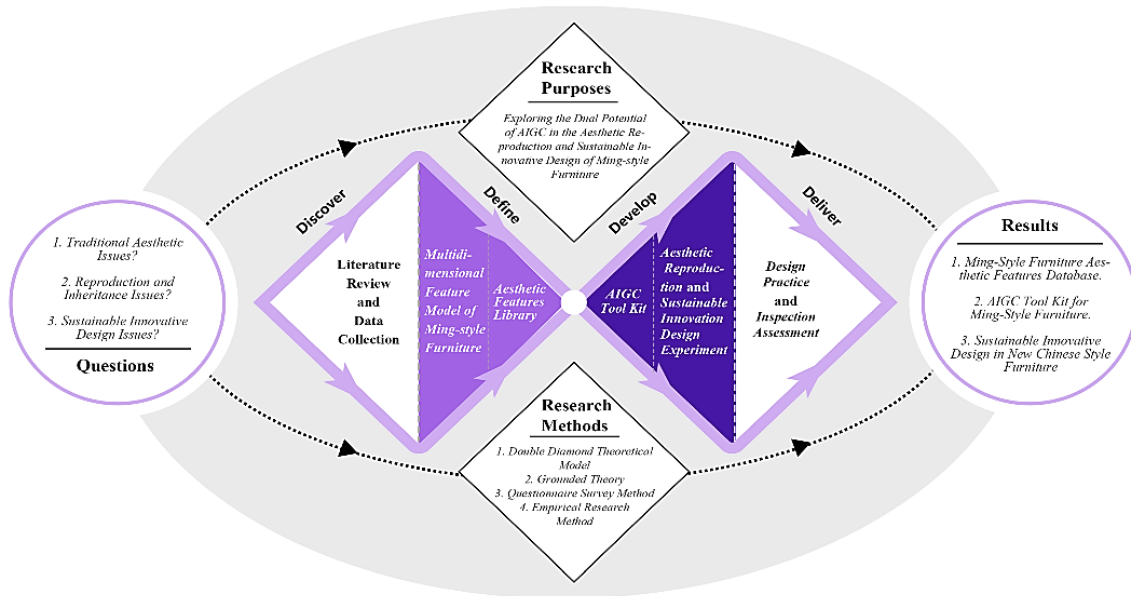 1. Traditional Aesthetic
Issues?
2. Reproduction and
Inheritance Issues?
3. Sustainable Innovative
Design Issues?
Questions
Research
Purposes
Exploring the Dual Potential
of AIGC in the Aesthetic Re-
production and Sustainable In-
novative Design of Ming-style
Furniture
Discover
Define
Develop
Deliver
Literature
Review
and
Data
Collection
Multidi-
mensional
Feature
Model of
Ming-style
Furniture
Aesthetic
Features
Library
AIGC
Tool Kit
Aesthetic
Reproduc-
tion and
Sustainable
Innovation
Design
Experiment
Design
Practice
and
Inspection
Assessment
Research
Methods
1. Double Diamond Theoretical
Model
2. Grounded Theory
3. Questionnaire Survey Method
4. Empirical Research
Method
Results
1. Ming-Style Furniture Aes-
thetic Features Database.
2. AIGC Tool Kit for
Ming-Style Furniture.
3. Sustainable Innovative
Design in New Chinese Style
Furniture